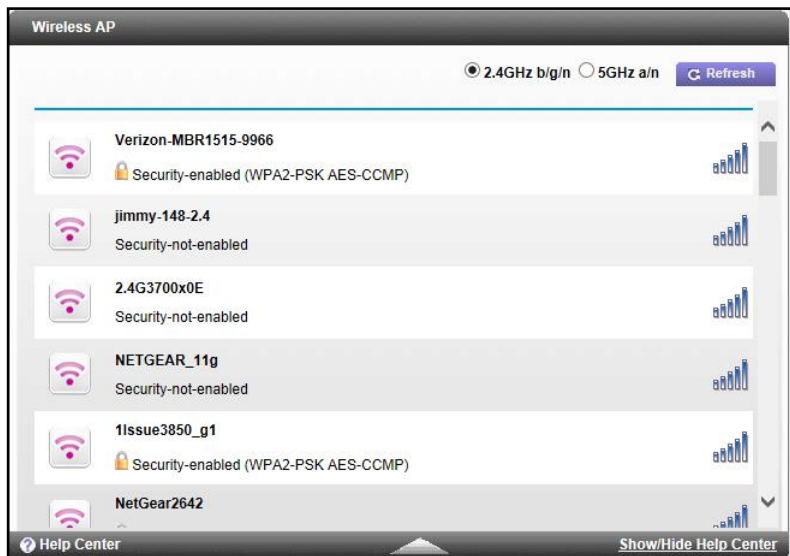 Wireless AP
2.4GHz b/g/n 5GHz a/n Refresh
Verizon-MBR1515-9966
Security-enabled (WPA2-PSK AES-CCMP)
jimmy-148-2.4
Security-not-enabled
2.4G3700x0E
Security-not-enabled
NETGEAR_11g
Security-not-enabled
1Issue3850_g1
Security-enabled (WPA2-PSK AES-CCMP)
NetGear2642
Help Center Show/Hide Help Center